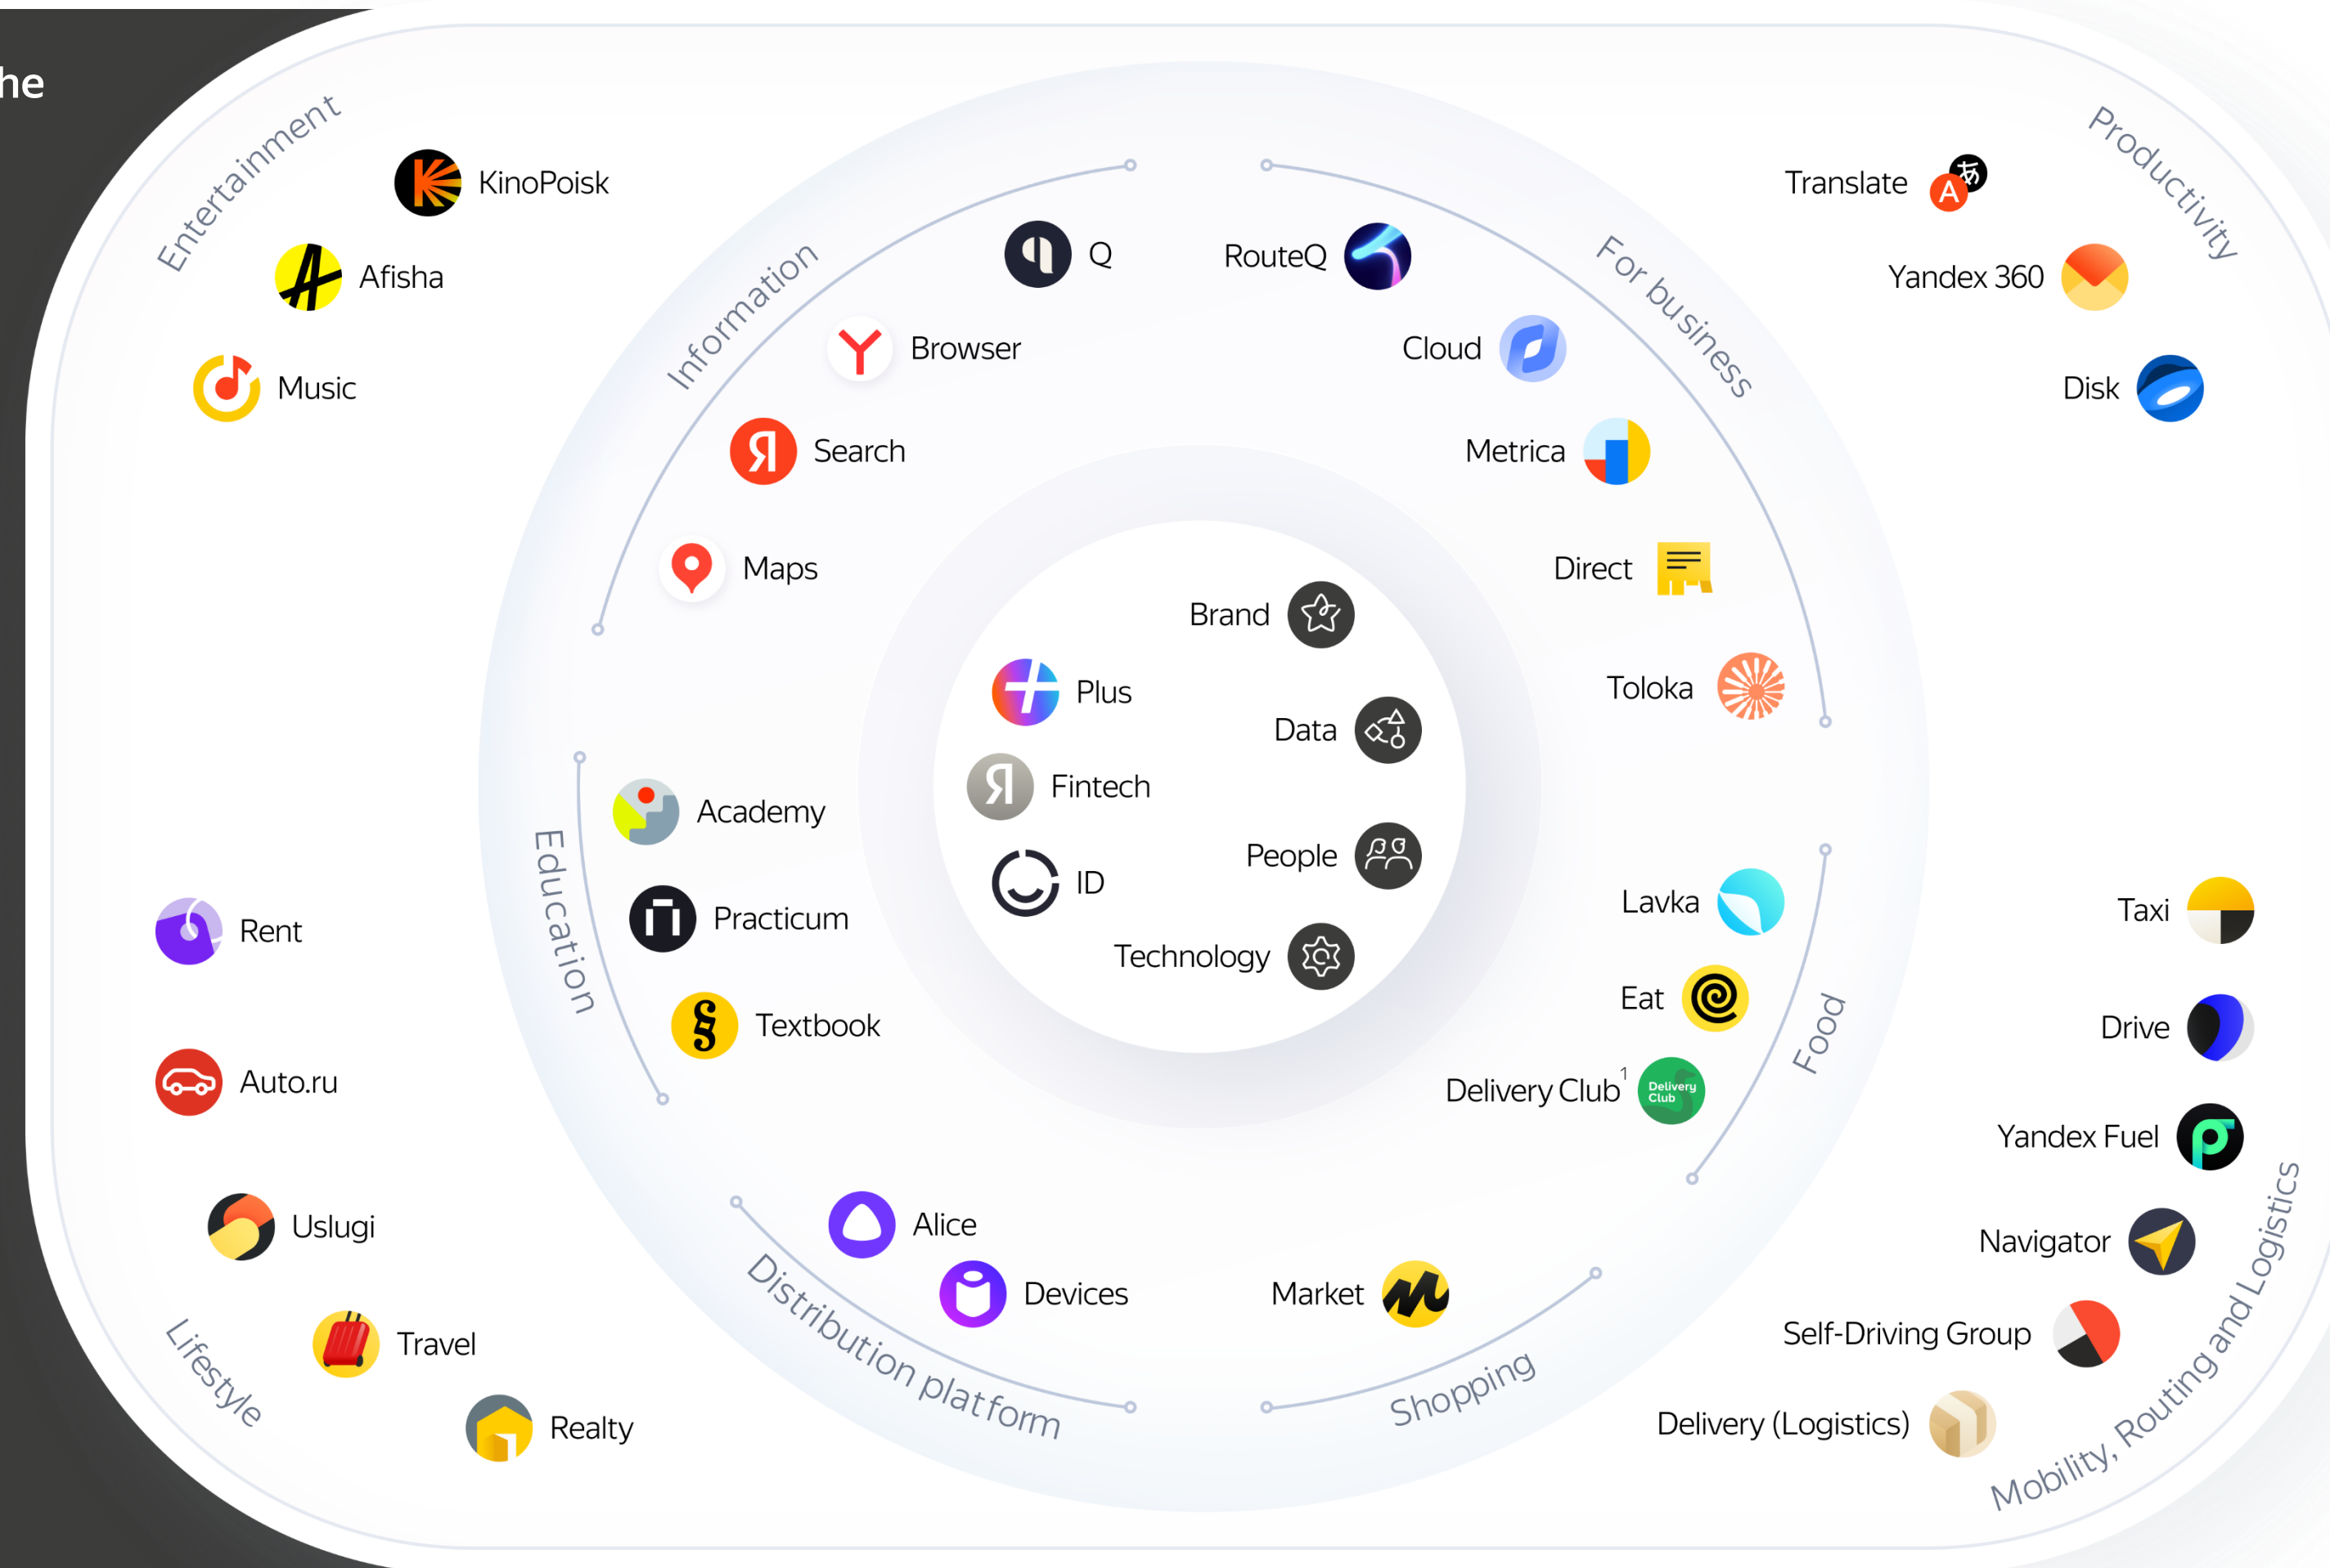 he
Entertainment
KinoPoisk
Afisha
Music
Information
Q
Browser
Search
Maps
For business
RouteQ
Cloud
Metrica
Direct
Toloka
Productivity
Translate
A あ
Yandex 360
Disk
Brand
Plus
Data
Я Fintech
People
ID
Technology
Education
Academy
Practicum
Textbook
Food
Lavka
Eat
Delivery Club¹
Delivery
Club
Rent
Auto.ru
Uslugi
Travel
Realty
Lifestyle
Alice
Devices
Distribution platform
Market
Shopping
Taxi
Drive
Yandex Fuel
Navigator
Self-Driving Group
Delivery (Logistics)
Mobility, Routing and Logistics